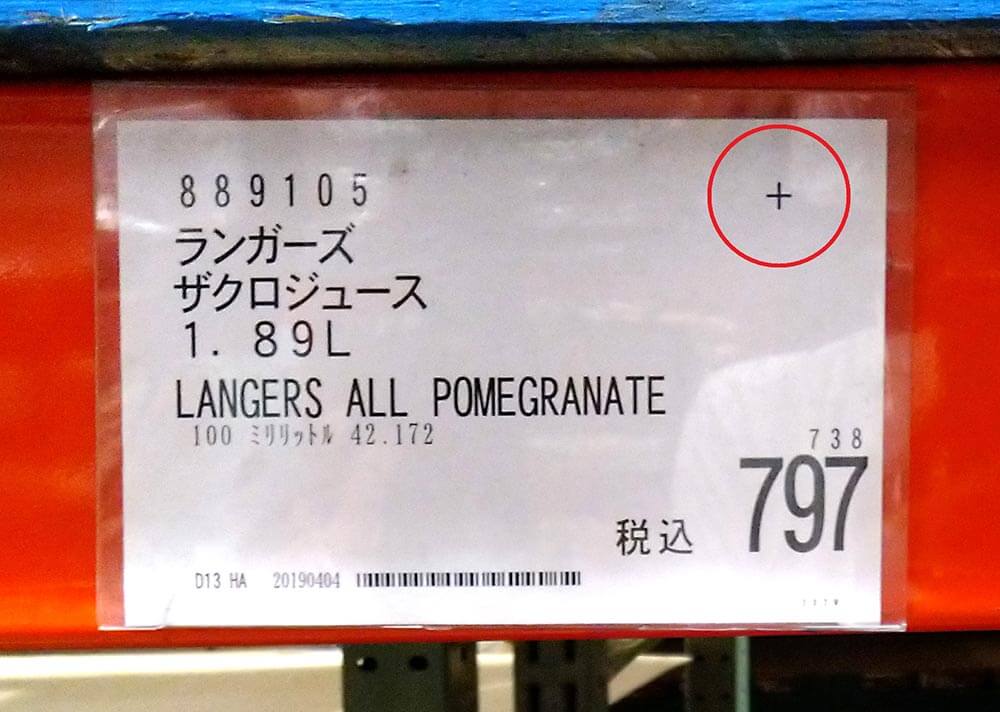 889105
+
ランガーズ
ザクロジュース
1.89L
LANGERS ALL POMEGRANATE
100 ミリリットル 42.172
738
税込 797
D13 HA 20190404